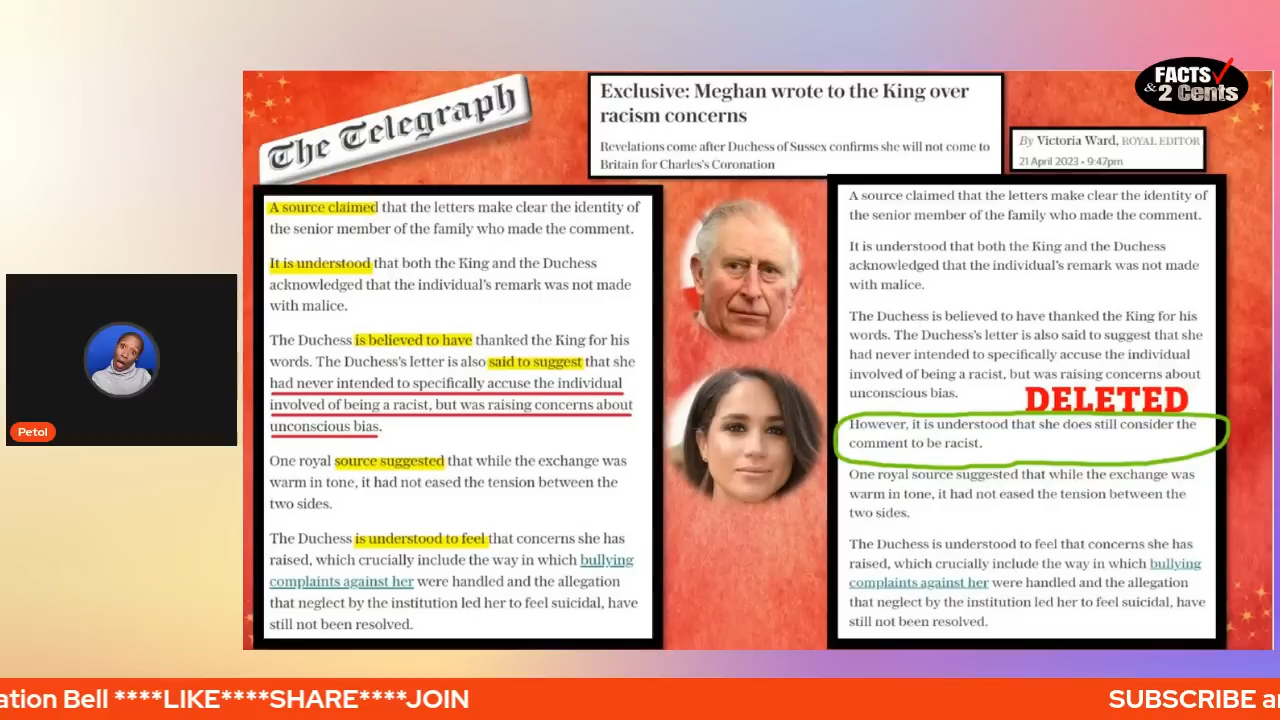 FACTS
& 2 Cents
The Telegraph
Exclusive: Meghan wrote to the King over
racism concerns
Revelations come after Duchess of Sussex confirms she will not come to
Britain for Charles's Coronation
By Victoria Ward, ROYAL EDITOR
21 April 2023 • 9:47pm
A source claimed that the letters make clear the identity of
the senior member of the family who made the comment.
It is understood that both the King and the Duchess
acknowledged that the individual's remark was not made
with malice.
The Duchess is believed to have thanked the King for his
words. The Duchess's letter is also said to suggest that she
had never intended to specifically accuse the individual
involved of being a racist, but was raising concerns about
unconscious bias.
One royal source suggested that while the exchange was
warm in tone, it had not eased the tension between the
two sides.
The Duchess is understood to feel that concerns she has
raised, which crucially include the way in which bullying
complaints against her were handled and the allegation
that neglect by the institution led her to feel suicidal, have
still not been resolved.
A source claimed that the letters make clear the identity of
the senior member of the family who made the comment.
It is understood that both the King and the Duchess
acknowledged that the individual's remark was not made
with malice.
The Duchess is believed to have thanked the King for his
words. The Duchess's letter is also said to suggest that she
had never intended to specifically accuse the individual
involved of being a racist, but was raising concerns about
unconscious bias.
DELETED
However, it is understood that she does still consider the
comment to be racist.
One royal source suggested that while the exchange was
warm in tone, it had not eased the tension between the
two sides.
The Duchess is understood to feel that concerns she has
raised, which crucially include the way in which bullying
complaints against her were handled and the allegation
that neglect by the institution led her to feel suicidal, have
still not been resolved.
Petol
ation Bell ****LIKE****SHARE****JOIN
SUBSCRIBE a